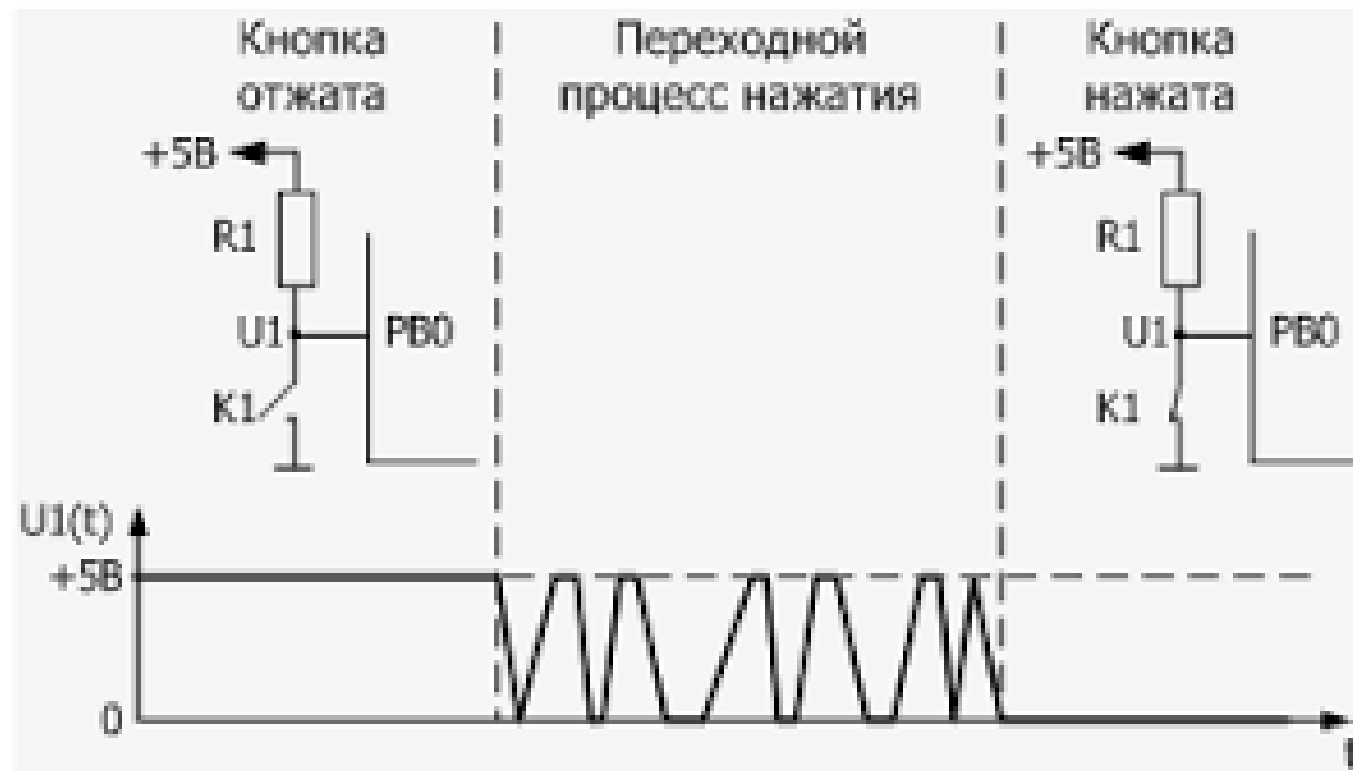 Кнопка
отжата
Переходной
процесс нажатия
Кнопка
нажата
+5В
R1
U1
PB0
K1
+5В
R1
U1
PB0
K1
U1(t)
+5В
0
t